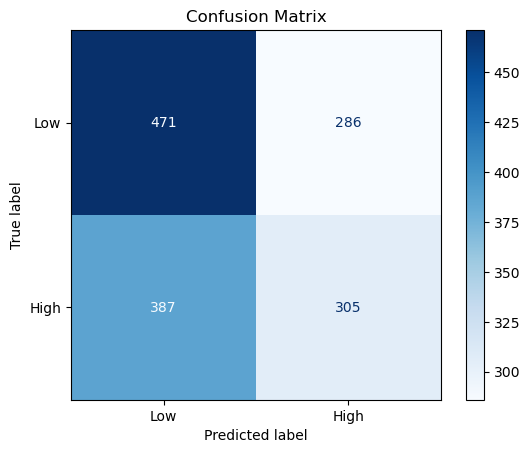 Confusion Matrix
Low
471
286
High
387
305
Low
High
True label
Predicted label
450
425
400
375
350
325
300